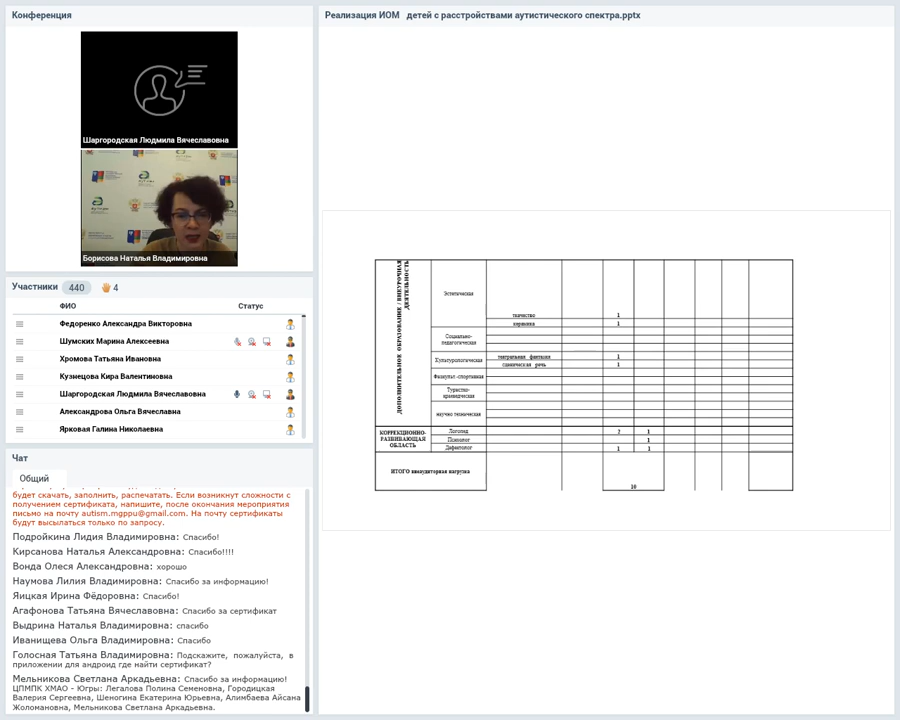 Конференция
Шаргородская Людмила Вячеславовна
Борисова Наталья Владимировна
Участники 440 4
ФИО Статус
Федоренко Александра Викторовна
Шумских Марина Алексеевна
Хромова Татьяна Ивановна
Кузнецова Кира Валентиновна
Шаргородская Людмила Вячеславовна
Александрова Ольга Вячеславна
Ярковая Галина Николаевна
Чат
Общий
будет скачать, заполнить, распечатать. Если возникнут сложности с
получением сертификата, напишите, после окончания мероприятия
письмо на почту autism.mgppu@gmail.com. На почту сертификаты
будут высылаться только по запросу.
Подройкина Лидия Владимировна: Спасибо!
Кирсанова Наталья Александровна: Спасибо!!!!
Вонда Олеся Александровна: хорошо
Наумова Лилия Владимировна: Спасибо за информацию!
Яицкая Ирина Фёдоровна: Спасибо!
Агафонова Татьяна Вячеславовна: Спасибо за сертификат
Выдрина Наталья Владимировна: спасибо
Иванищева Ольга Владимировна: Спасибо
Голосная Татьяна Владимировна: Подскажите, пожалуйста, в
приложении для андроид где найти сертификат?
Мельникова Светлана Аркадьевна: Спасибо за информацию!
ЦПМПК ХМАО - Югры: Легалова Полина Семеновна, Городицкая
Валерия Сергеевна, Шеногина Екатерина Юрьевна, Алимбаева Айсана
Жоломановна, Мельникова Светлана Аркадьевна.
Реализация ИОМ детей с расстройствами аутистического спектра.pptx
ДОПОЛНИТЕЛЬНОЕ ОБРАЗОВАНИЕ / ВНЕУРОЧНАЯ
ДЕЯТЕЛЬНОСТЬ
Эстетическая
ткачество 1
керамика 1
Социально-
педагогическая
Культурологическая
театральная фантазия 1
сценическая речь 1
Физкульт.-спортивная
Туристко-
краеведческая
научно техническая
КОРРЕКЦИОННО-
РАЗВИВАЮЩАЯ
ОБЛАСТЬ
Логопед 2 1
Психолог 1
Дефектолог 1 1
ИТОГО внеаудиторная нагрузка
10